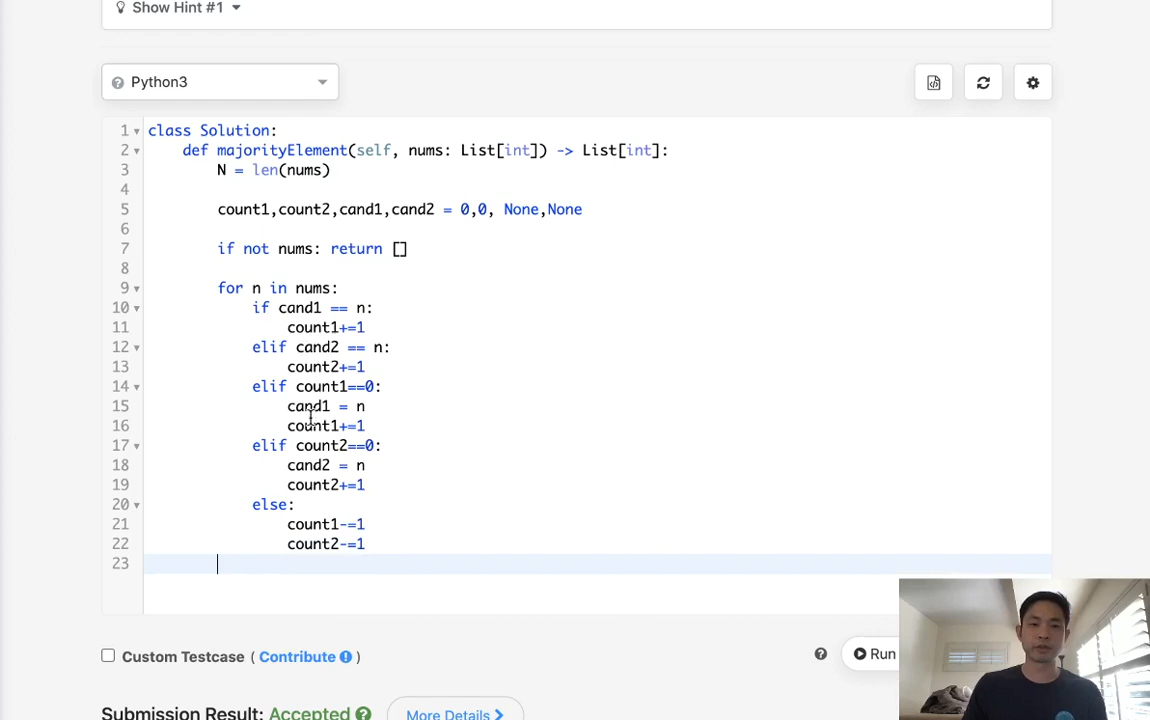 Show Hint #1
Python3
1 class Solution:
2 def majorityElement(self, nums: List[int]) -> List[int]:
3 N = len(nums)
4
5 count1,count2,cand1,cand2 = 0,0, None,None
6
7 if not nums: return []
8
9 for n in nums:
10 if cand1 == n:
11 count1+=1
12 elif cand2 == n:
13 count2+=1
14 elif count1==0:
15 cand1 = n
16 count1+=1
17 elif count2==0:
18 cand2 = n
19 count2+=1
20 else:
21 count1-=1
22 count2-=1
23
Custom Testcase ( Contribute )
Run
Submission Result: Accepted
More Details